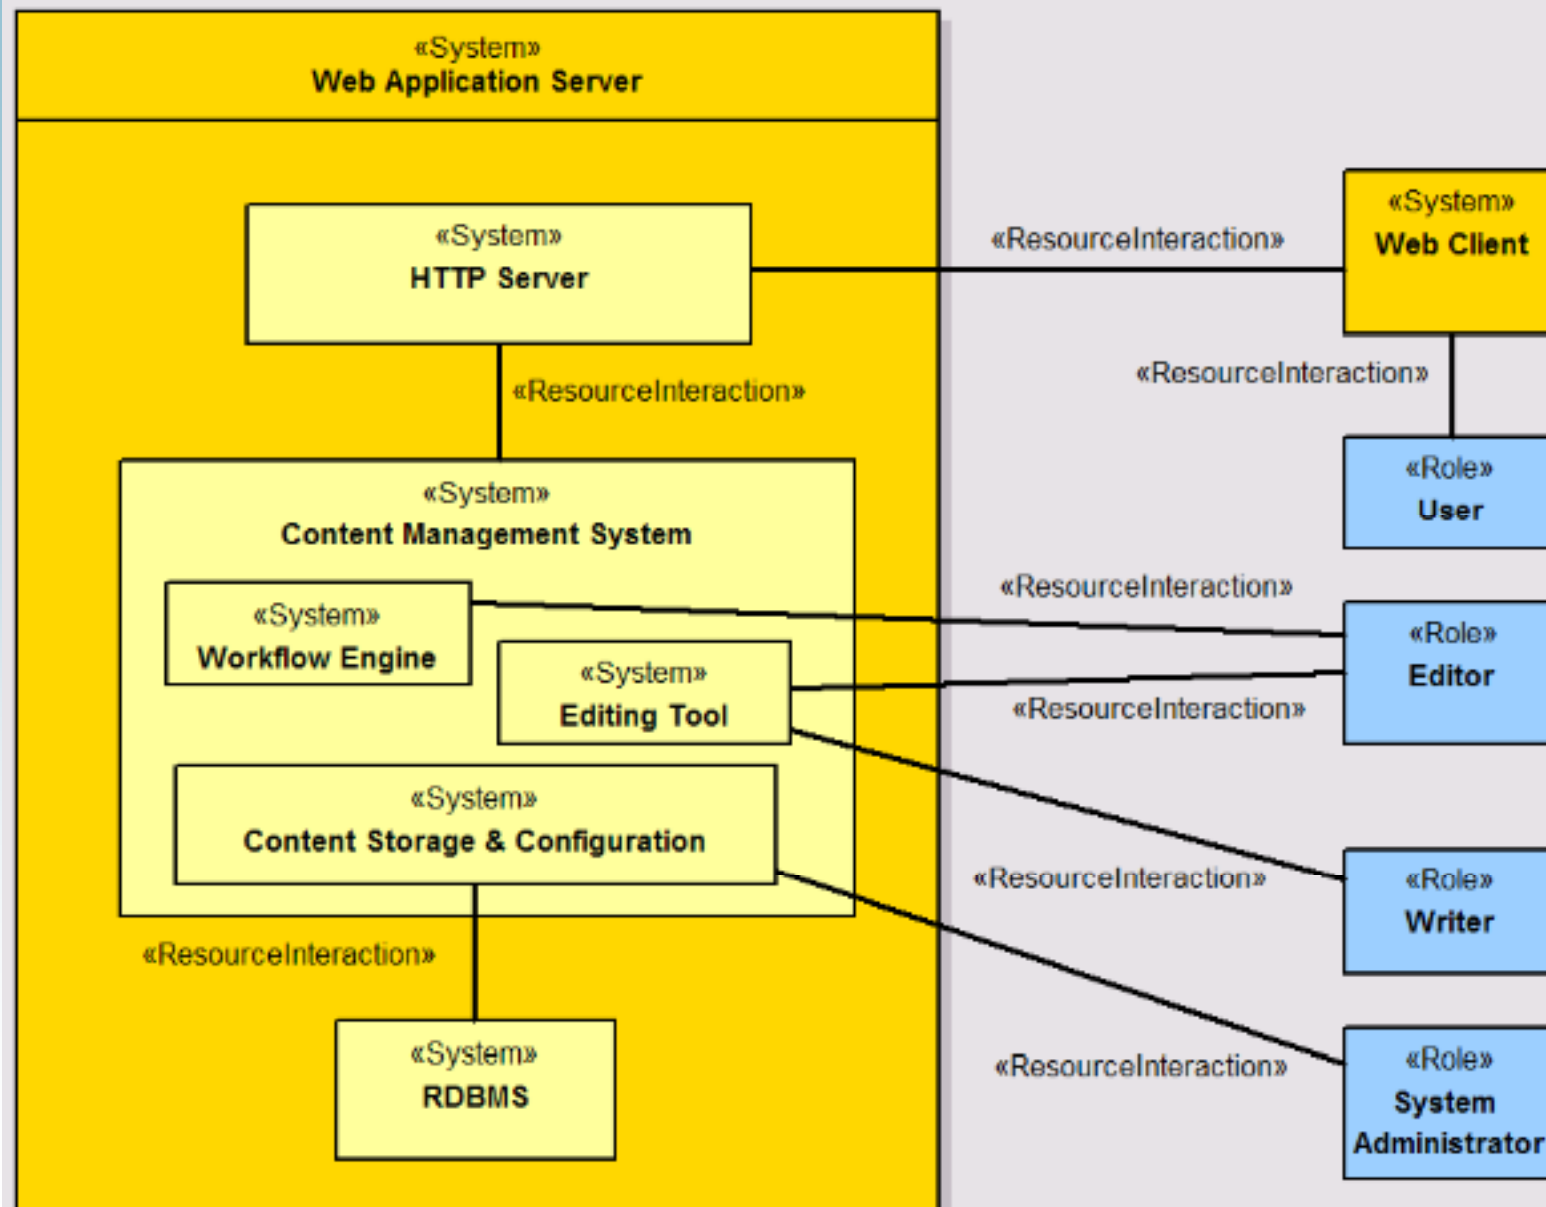 «System»
Web Application Server
«System»
HTTP Server
«ResourceInteraction»
«System»
Web Client
«ResourceInteraction»
«ResourceInteraction»
«Role»
User
«System»
Content Management System
«System»
Workflow Engine
«System»
Editing Tool
«ResourceInteraction»
«Role»
Editor
«ResourceInteraction»
«System»
Content Storage & Configuration
«ResourceInteraction»
«Role»
Writer
«ResourceInteraction»
«System»
RDBMS
«ResourceInteraction»
«Role»
System
Administrator